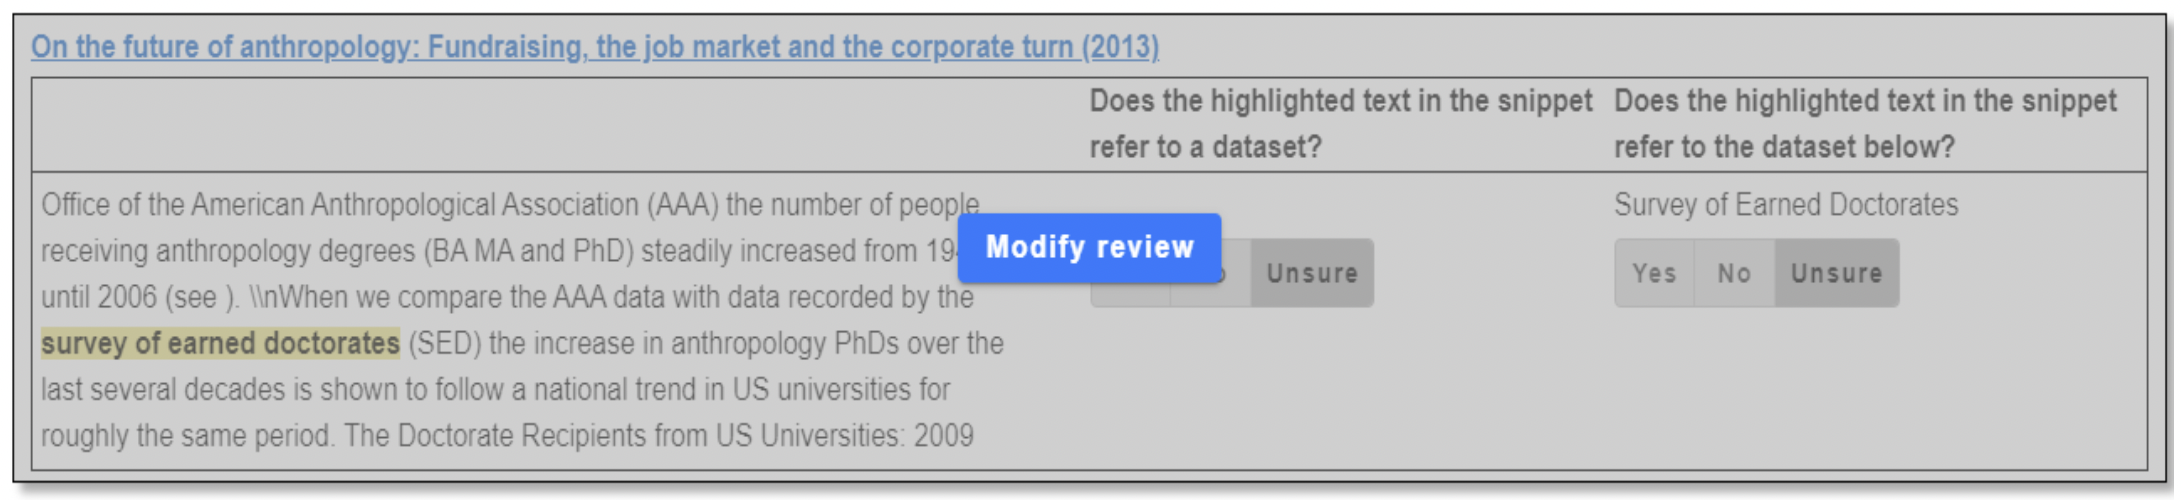 On the future of anthropology: Fundraising, the job market and the corporate turn (2013)
Does the highlighted text in the snippet
refer to a dataset?
Does the highlighted text in the snippet
refer to the dataset below?
Office of the American Anthropological Association (AAA) the number of people
receiving anthropology degrees (BA MA and PhD) steadily increased from
until 2006 (see ). \\nWhen we compare the AAA data with data recorded by the
survey of earned doctorates (SED) the increase in anthropology PhDs over the
last several decades is shown to follow a national trend in US universities for
roughly the same period. The Doctorate Recipients from US Universities: 2009
Modify review
Unsure
Survey of Earned Doctorates
Yes No Unsure